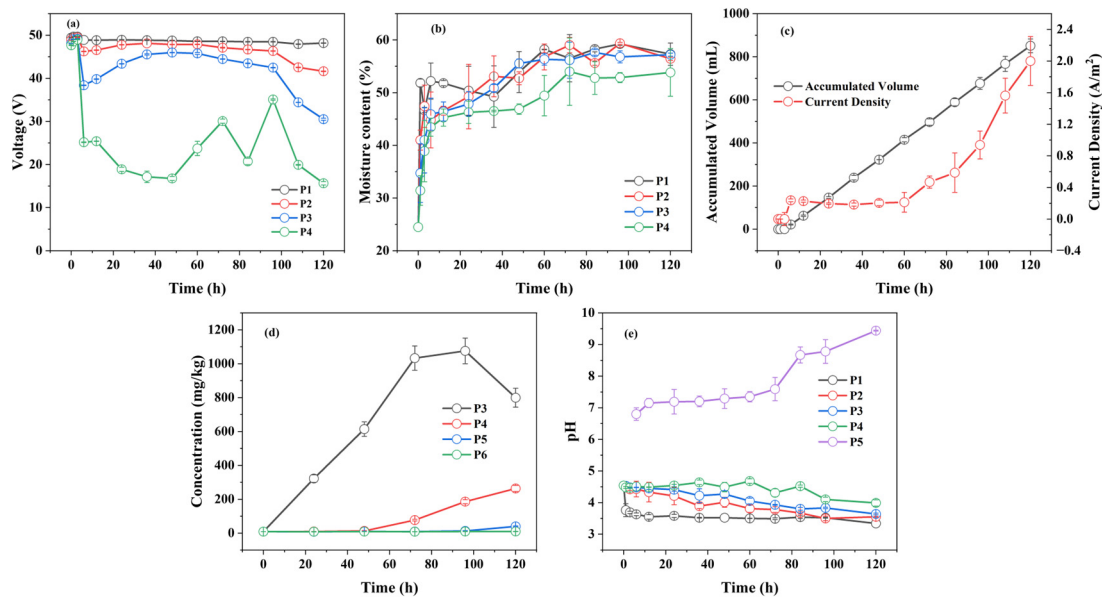 (a)
Voltage (V)
60
50
40
30
20
10
0
P1
P2
P3
P4
0 20 40 60 80 100 120
Time (h)
(b)
Moisture content (%)
60
50
40
30
20
P1
P2
P3
P4
0 20 40 60 80 100 120
Time (h)
(c)
Accumulated Volume (mL)
1000
800
600
400
200
0
Accumulated Volume
Current Density
2.4
2.0
1.6
1.2
0.8
0.4
0.0
−0.4
Current Density (A/m²)
0 20 40 60 80 100 120
Time (h)
(d)
Concentration (mg/kg)
1200
1000
800
600
400
200
0
P3
P4
P5
P6
0 20 40 60 80 100 120
Time (h)
(e)
pH
10
9
8
7
6
5
4
3
P1
P2
P3
P4
P5
0 20 40 60 80 100 120
Time (h)